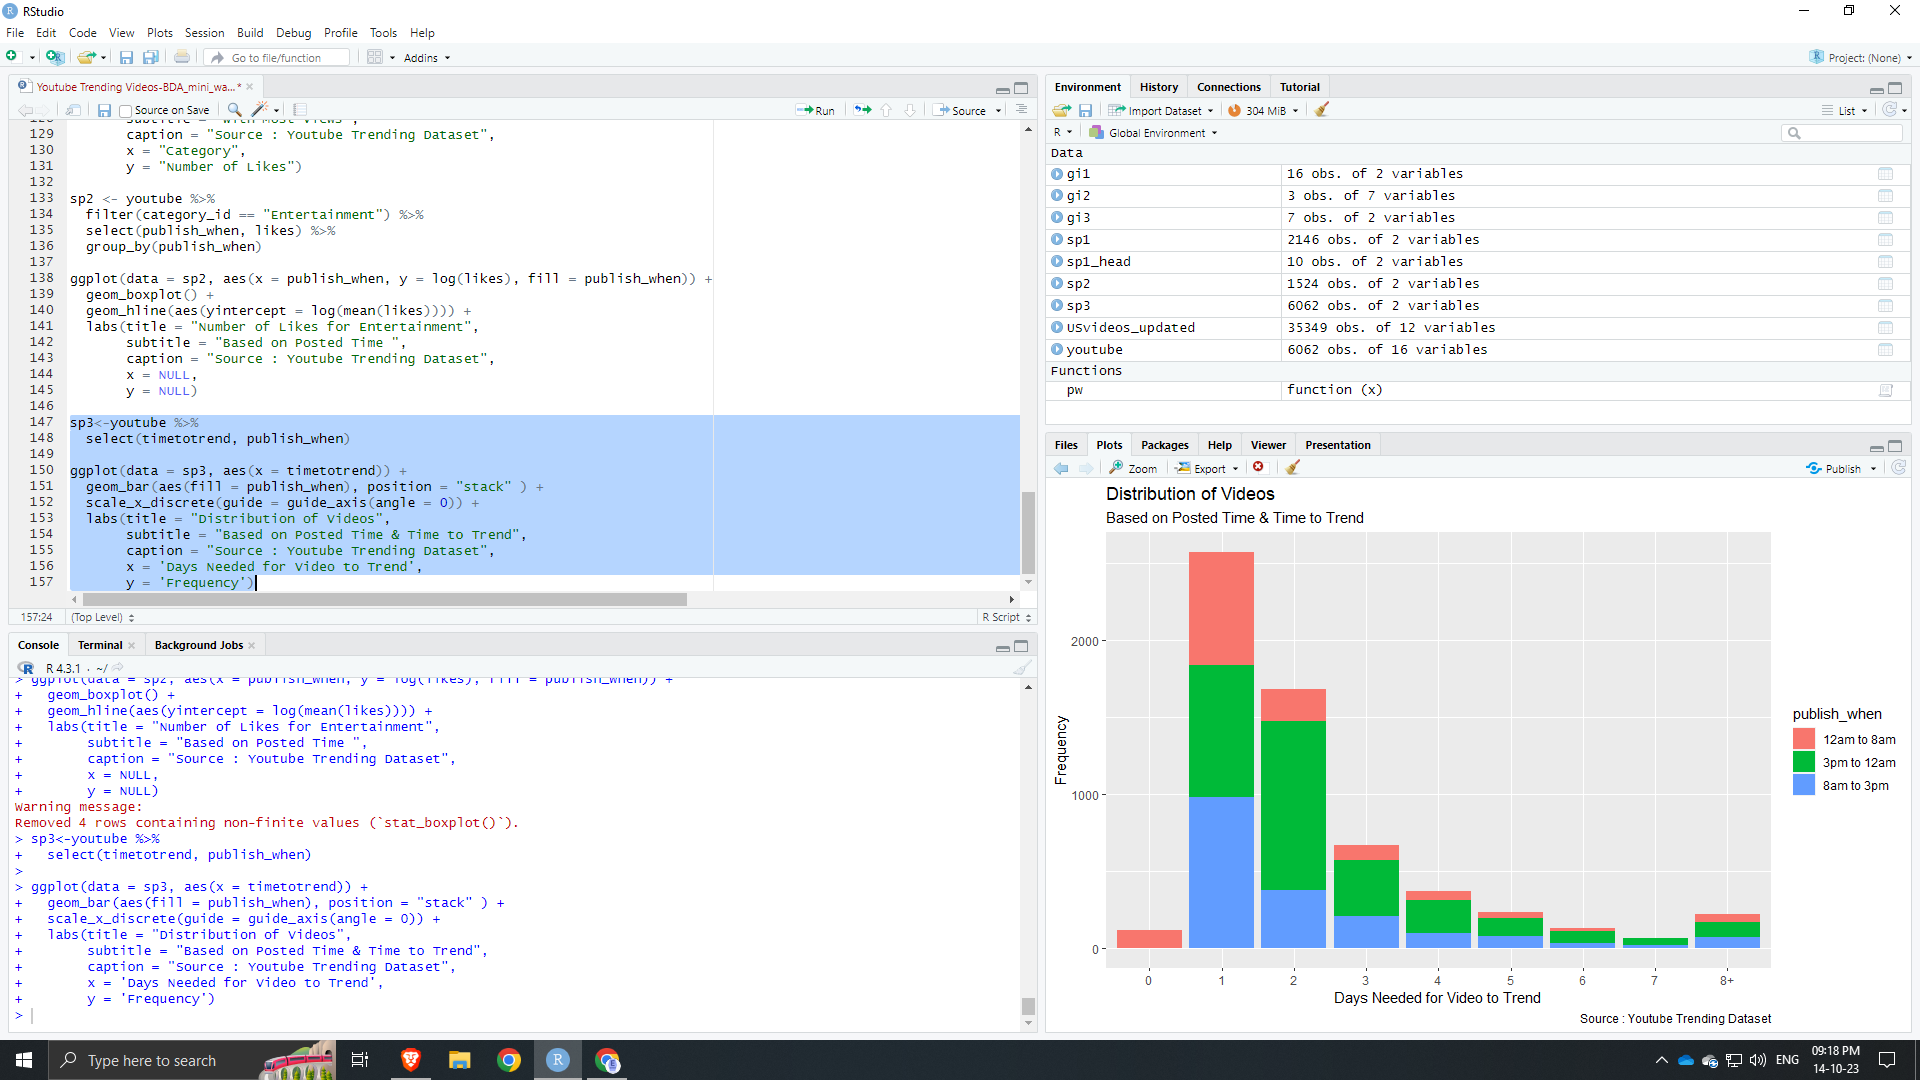 RStudio
File Edit Code View Plots Session Build Debug Profile Tools Help
Go to file/function
Addins
Project: (None)
Youtube Trending Videos-BDA_mini_wa...*
Source on Save
Run
Source
129 caption = "Source : Youtube Trending Dataset",
130 x = "Category",
131 y = "Number of Likes")
132
133 sp2 <- youtube %>%
134 filter(category_id == "Entertainment") %>%
135 select(publish_when, likes) %>%
136 group_by(publish_when)
137
138 ggplot(data = sp2, aes(x = publish_when, y = log(likes), fill = publish_when)) +
139 geom_boxplot() +
140 geom_hline(aes(yintercept = log(mean(likes)))) +
141 labs(title = "Number of Likes for Entertainment",
142 subtitle = "Based on Posted Time ",
143 caption = "Source : Youtube Trending Dataset",
144 x = NULL,
145 y = NULL)
146
147 sp3<-youtube %>%
148 select(timetotrend, publish_when)
149
150 ggplot(data = sp3, aes(x = timetotrend)) +
151 geom_bar(aes(fill = publish_when), position = "stack" ) +
152 scale_x_discrete(guide = guide_axis(angle = 0)) +
153 labs(title = "Distribution of Videos",
154 subtitle = "Based on Posted Time & Time to Trend",
155 caption = "Source : Youtube Trending Dataset",
156 x = 'Days Needed for Video to Trend',
157 y = 'Frequency')
157:24 (Top Level) R Script
Console Terminal Background Jobs
R 4.3.1 · ~/
> ggplot(data = sp2, aes(x = publish_when, y = log(likes), fill = publish_when)) +
+ geom_boxplot() +
+ geom_hline(aes(yintercept = log(mean(likes)))) +
+ labs(title = "Number of Likes for Entertainment",
+ subtitle = "Based on Posted Time ",
+ caption = "Source : Youtube Trending Dataset",
+ x = NULL,
+ y = NULL)
Warning message:
Removed 4 rows containing non-finite values (`stat_boxplot()`).
> sp3<-youtube %>%
+ select(timetotrend, publish_when)
>
> ggplot(data = sp3, aes(x = timetotrend)) +
+ geom_bar(aes(fill = publish_when), position = "stack" ) +
+ scale_x_discrete(guide = guide_axis(angle = 0)) +
+ labs(title = "Distribution of Videos",
+ subtitle = "Based on Posted Time & Time to Trend",
+ caption = "Source : Youtube Trending Dataset",
+ x = 'Days Needed for Video to Trend',
+ y = 'Frequency')
>
Environment History Connections Tutorial
Import Dataset 304 MiB List
R Global Environment
Data
gi1 16 obs. of 2 variables
gi2 3 obs. of 7 variables
gi3 7 obs. of 2 variables
sp1 2146 obs. of 2 variables
sp1_head 10 obs. of 2 variables
sp2 1524 obs. of 2 variables
sp3 6062 obs. of 2 variables
USvideos_updated 35349 obs. of 12 variables
youtube 6062 obs. of 16 variables
Functions
pw function (x)
Files Plots Packages Help Viewer Presentation
Zoom Export Publish
Distribution of Videos
Based on Posted Time & Time to Trend
2000
1000
0
Frequency
0 1 2 3 4 5 6 7 8+
Days Needed for Video to Trend
Source : Youtube Trending Dataset
publish_when
12am to 8am
3pm to 12am
8am to 3pm
Type here to search
ENG
09:18 PM
14-10-23